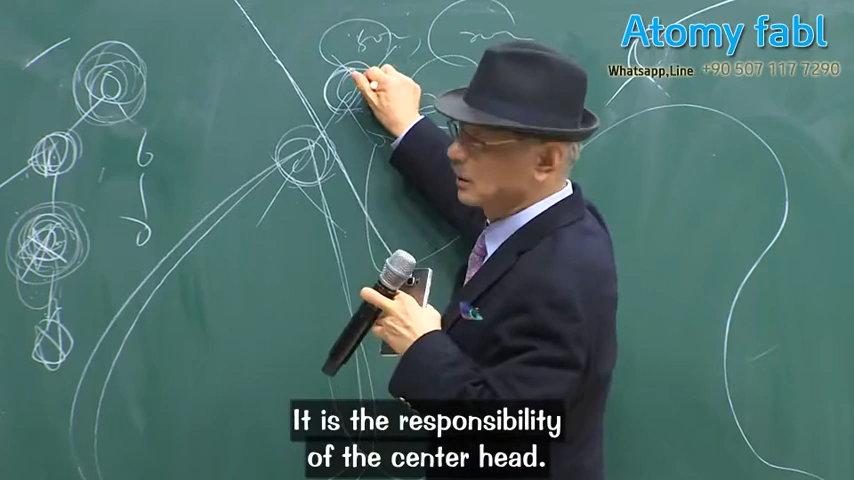 Atomy fabl
Whatsapp,Line +90 507 117 7290
It is the responsibility
of the center head.